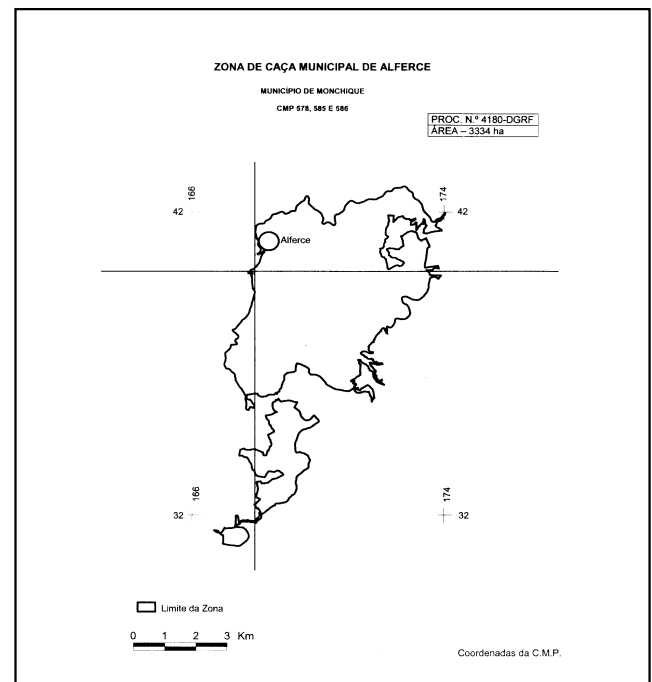 ZONA DE CAÇA MUNICIPAL DE ALFERCE
MUNICÍPIO DE MONCHIQUE
CMP 578, 585 E 586
PROC. N.º 4180-DGRF
ÁREA – 3334 ha
166
174
42
42
Alferce
166
174
32
32
Limite da Zona
0 1 2 3 Km
Coordenadas da C.M.P.